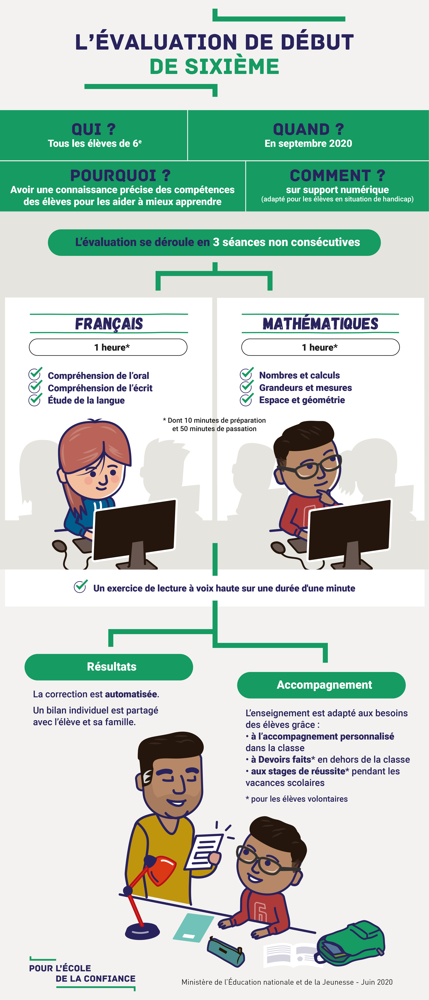 L'ÉVALUATION DE DÉBUT
DE SIXIÈME
QUI ?
Tous les élèves de 6e
QUAND ?
En septembre 2020
POURQUOI ?
Avoir une connaissance précise des compétences
des élèves pour les aider à mieux apprendre
COMMENT ?
sur support numérique
(adapté pour les élèves en situation de handicap)
L'évaluation se déroule en 3 séances non consécutives
FRANÇAIS
1 heure*
Compréhension de l'oral
Compréhension de l'écrit
Étude de la langue
MATHÉMATIQUES
1 heure*
Nombres et calculs
Grandeurs et mesures
Espace et géométrie
* Dont 10 minutes de préparation
et 50 minutes de passation
Un exercice de lecture à voix haute sur une durée d'une minute
Résultats
La correction est automatisée.
Un bilan individuel est partagé
avec l'élève et sa famille.
Accompagnement
L'enseignement est adapté aux besoins
des élèves grâce :
• à l'accompagnement personnalisé
dans la classe
• à Devoirs faits* en dehors de la classe
• aux stages de réussite* pendant les
vacances scolaires
* pour les élèves volontaires
6
POUR L'ÉCOLE
DE LA CONFIANCE
Ministère de l'Éducation nationale et de la Jeunesse - Juin 2020